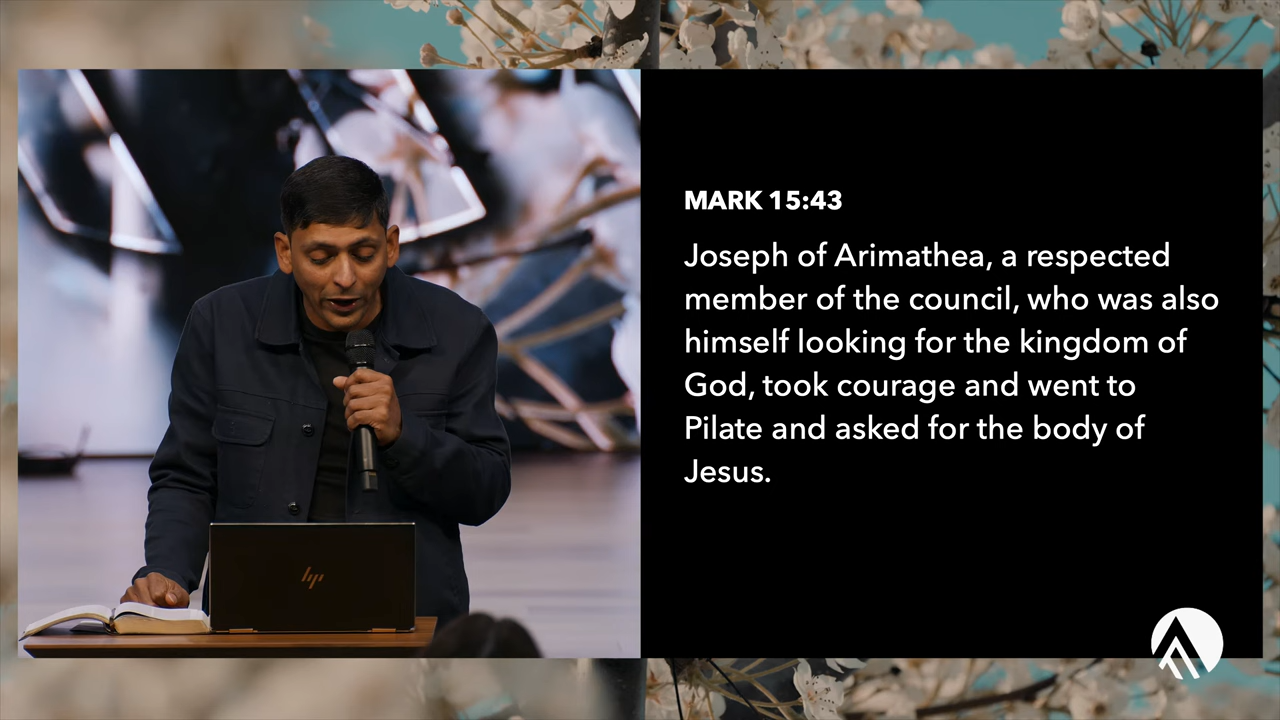 MARK 15:43
Joseph of Arimathea, a respected
member of the council, who was also
himself looking for the kingdom of
God, took courage and went to
Pilate and asked for the body of
Jesus.
hp